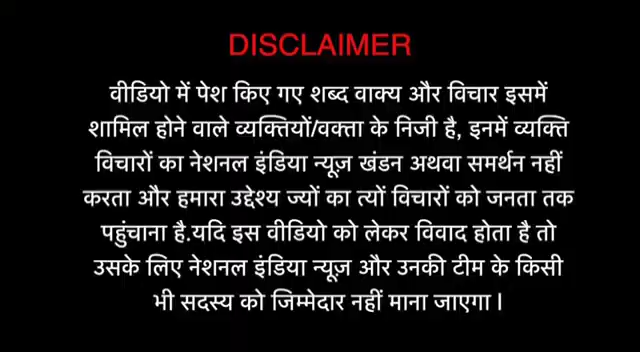 DISCLAIMER
वीडियो में पेश किए गए शब्द वाक्य और विचार इसमें
शामिल होने वाले व्यक्तियों/वक्ता के निजी है, इनमें व्यक्ति
विचारों का नेशनल इंडिया न्यूज़ खंडन अथवा समर्थन नहीं
करता और हमारा उद्देश्य ज्यों का त्यों विचारों को जनता तक
पहुंचाना है.यदि इस वीडियो को लेकर विवाद होता है तो
उसके लिए नेशनल इंडिया न्यूज़ और उनकी टीम के किसी
भी सदस्य को जिम्मेदार नहीं माना जाएगा ।